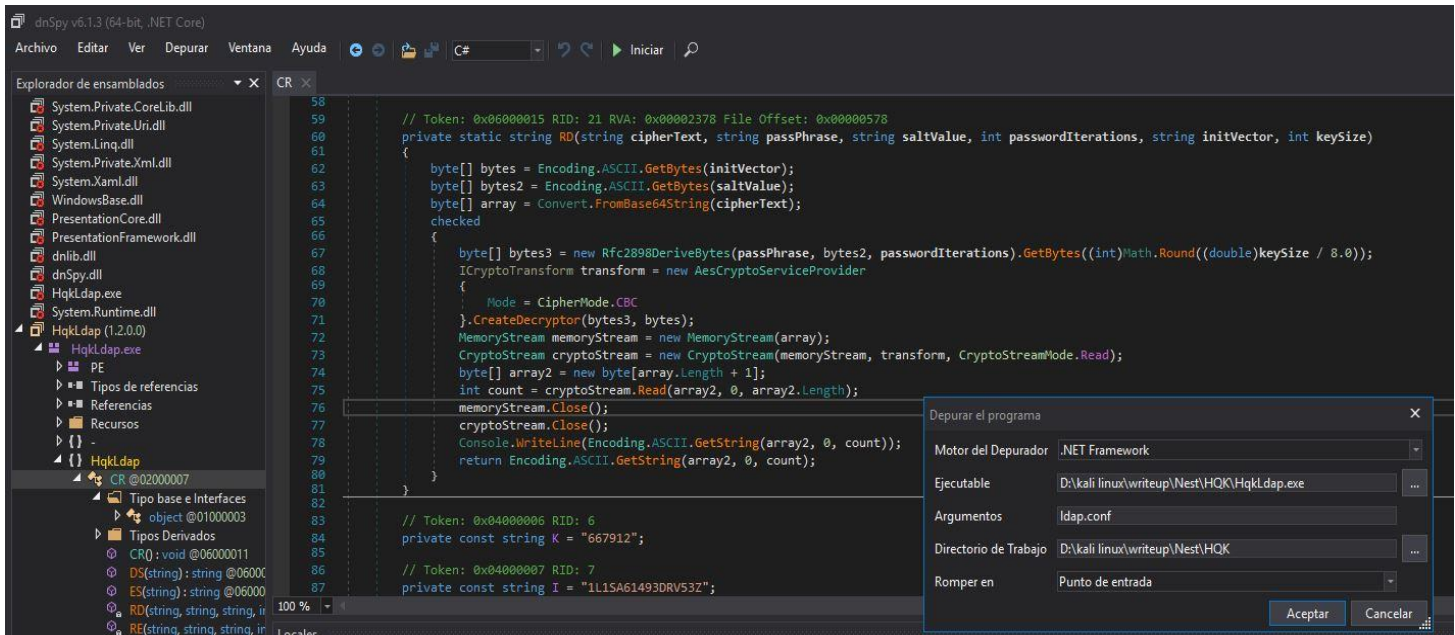 dnSpy v6.1.3 (64-bit, .NET Core)
Archivo Editar Ver Depurar Ventana Ayuda C# Iniciar
Explorador de ensamblados
System.Private.CoreLib.dll
System.Private.Uri.dll
System.Linq.dll
System.Private.Xml.dll
System.Xaml.dll
WindowsBase.dll
PresentationCore.dll
PresentationFramework.dll
dnlib.dll
dnSpy.dll
HqkLdap.exe
System.Runtime.dll
HqkLdap (1.2.0.0)
HqkLdap.exe
PE
Tipos de referencias
Referencias
Recursos
{ } -
{ } HqkLdap
CR @02000007
Tipo base e Interfaces
object @01000003
Tipos Derivados
CR() : void @06000011
DS(string) : string @0600
ES(string) : string @06000
RD(string, string, string, in
RE(string, string, string, in
CR
58
59 // Token: 0x06000015 RID: 21 RVA: 0x00002378 File Offset: 0x00000578
60 private static string RD(string cipherText, string passPhrase, string saltValue, int passwordIterations, string initVector, int keySize)
61 {
62 byte[] bytes = Encoding.ASCII.GetBytes(initVector);
63 byte[] bytes2 = Encoding.ASCII.GetBytes(saltValue);
64 byte[] array = Convert.FromBase64String(cipherText);
65 checked
66 {
67 byte[] bytes3 = new Rfc2898DeriveBytes(passPhrase, bytes2, passwordIterations).GetBytes((int)Math.Round((double)keySize / 8.0));
68 ICryptoTransform transform = new AesCryptoServiceProvider
69 {
70 Mode = CipherMode.CBC
71 }.CreateDecryptor(bytes3, bytes);
72 MemoryStream memoryStream = new MemoryStream(array);
73 CryptoStream cryptoStream = new CryptoStream(memoryStream, transform, CryptoStreamMode.Read);
74 byte[] array2 = new byte[array.Length + 1];
75 int count = cryptoStream.Read(array2, 0, array2.Length);
76 memoryStream.Close();
77 cryptoStream.Close();
78 Console.WriteLine(Encoding.ASCII.GetString(array2, 0, count));
79 return Encoding.ASCII.GetString(array2, 0, count);
80 }
81 }
82
83 // Token: 0x04000006 RID: 6
84 private const string K = "667912";
85
86 // Token: 0x04000007 RID: 7
87 private const string I = "1L1SA61493DRV53Z";
100 %
Locales
Depurar el programa
Motor del Depurador .NET Framework
Ejecutable D:\kali linux\writeup\Nest\HQK\HqkLdap.exe ...
Argumentos ldap.conf
Directorio de Trabajo D:\kali linux\writeup\Nest\HQK ...
Romper en Punto de entrada
Aceptar Cancelar